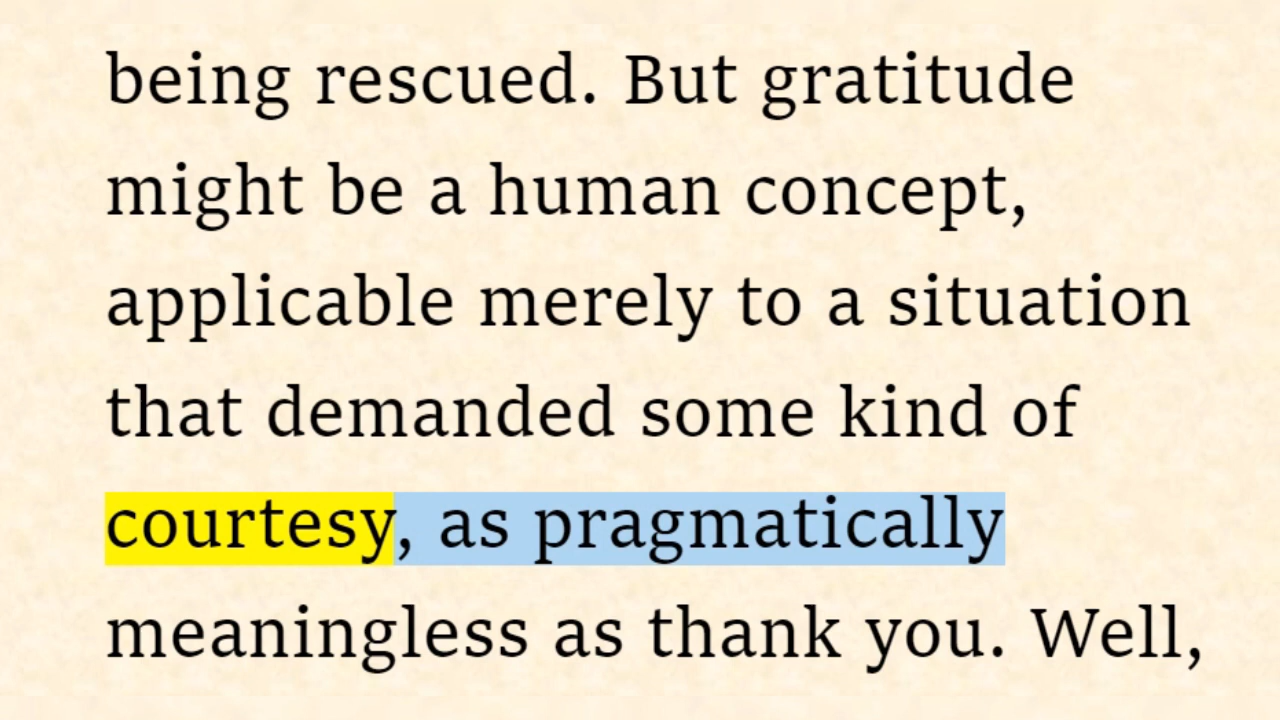 being rescued. But gratitude
might be a human concept,
applicable merely to a situation
that demanded some kind of
courtesy, as pragmatically
meaningless as thank you. Well,